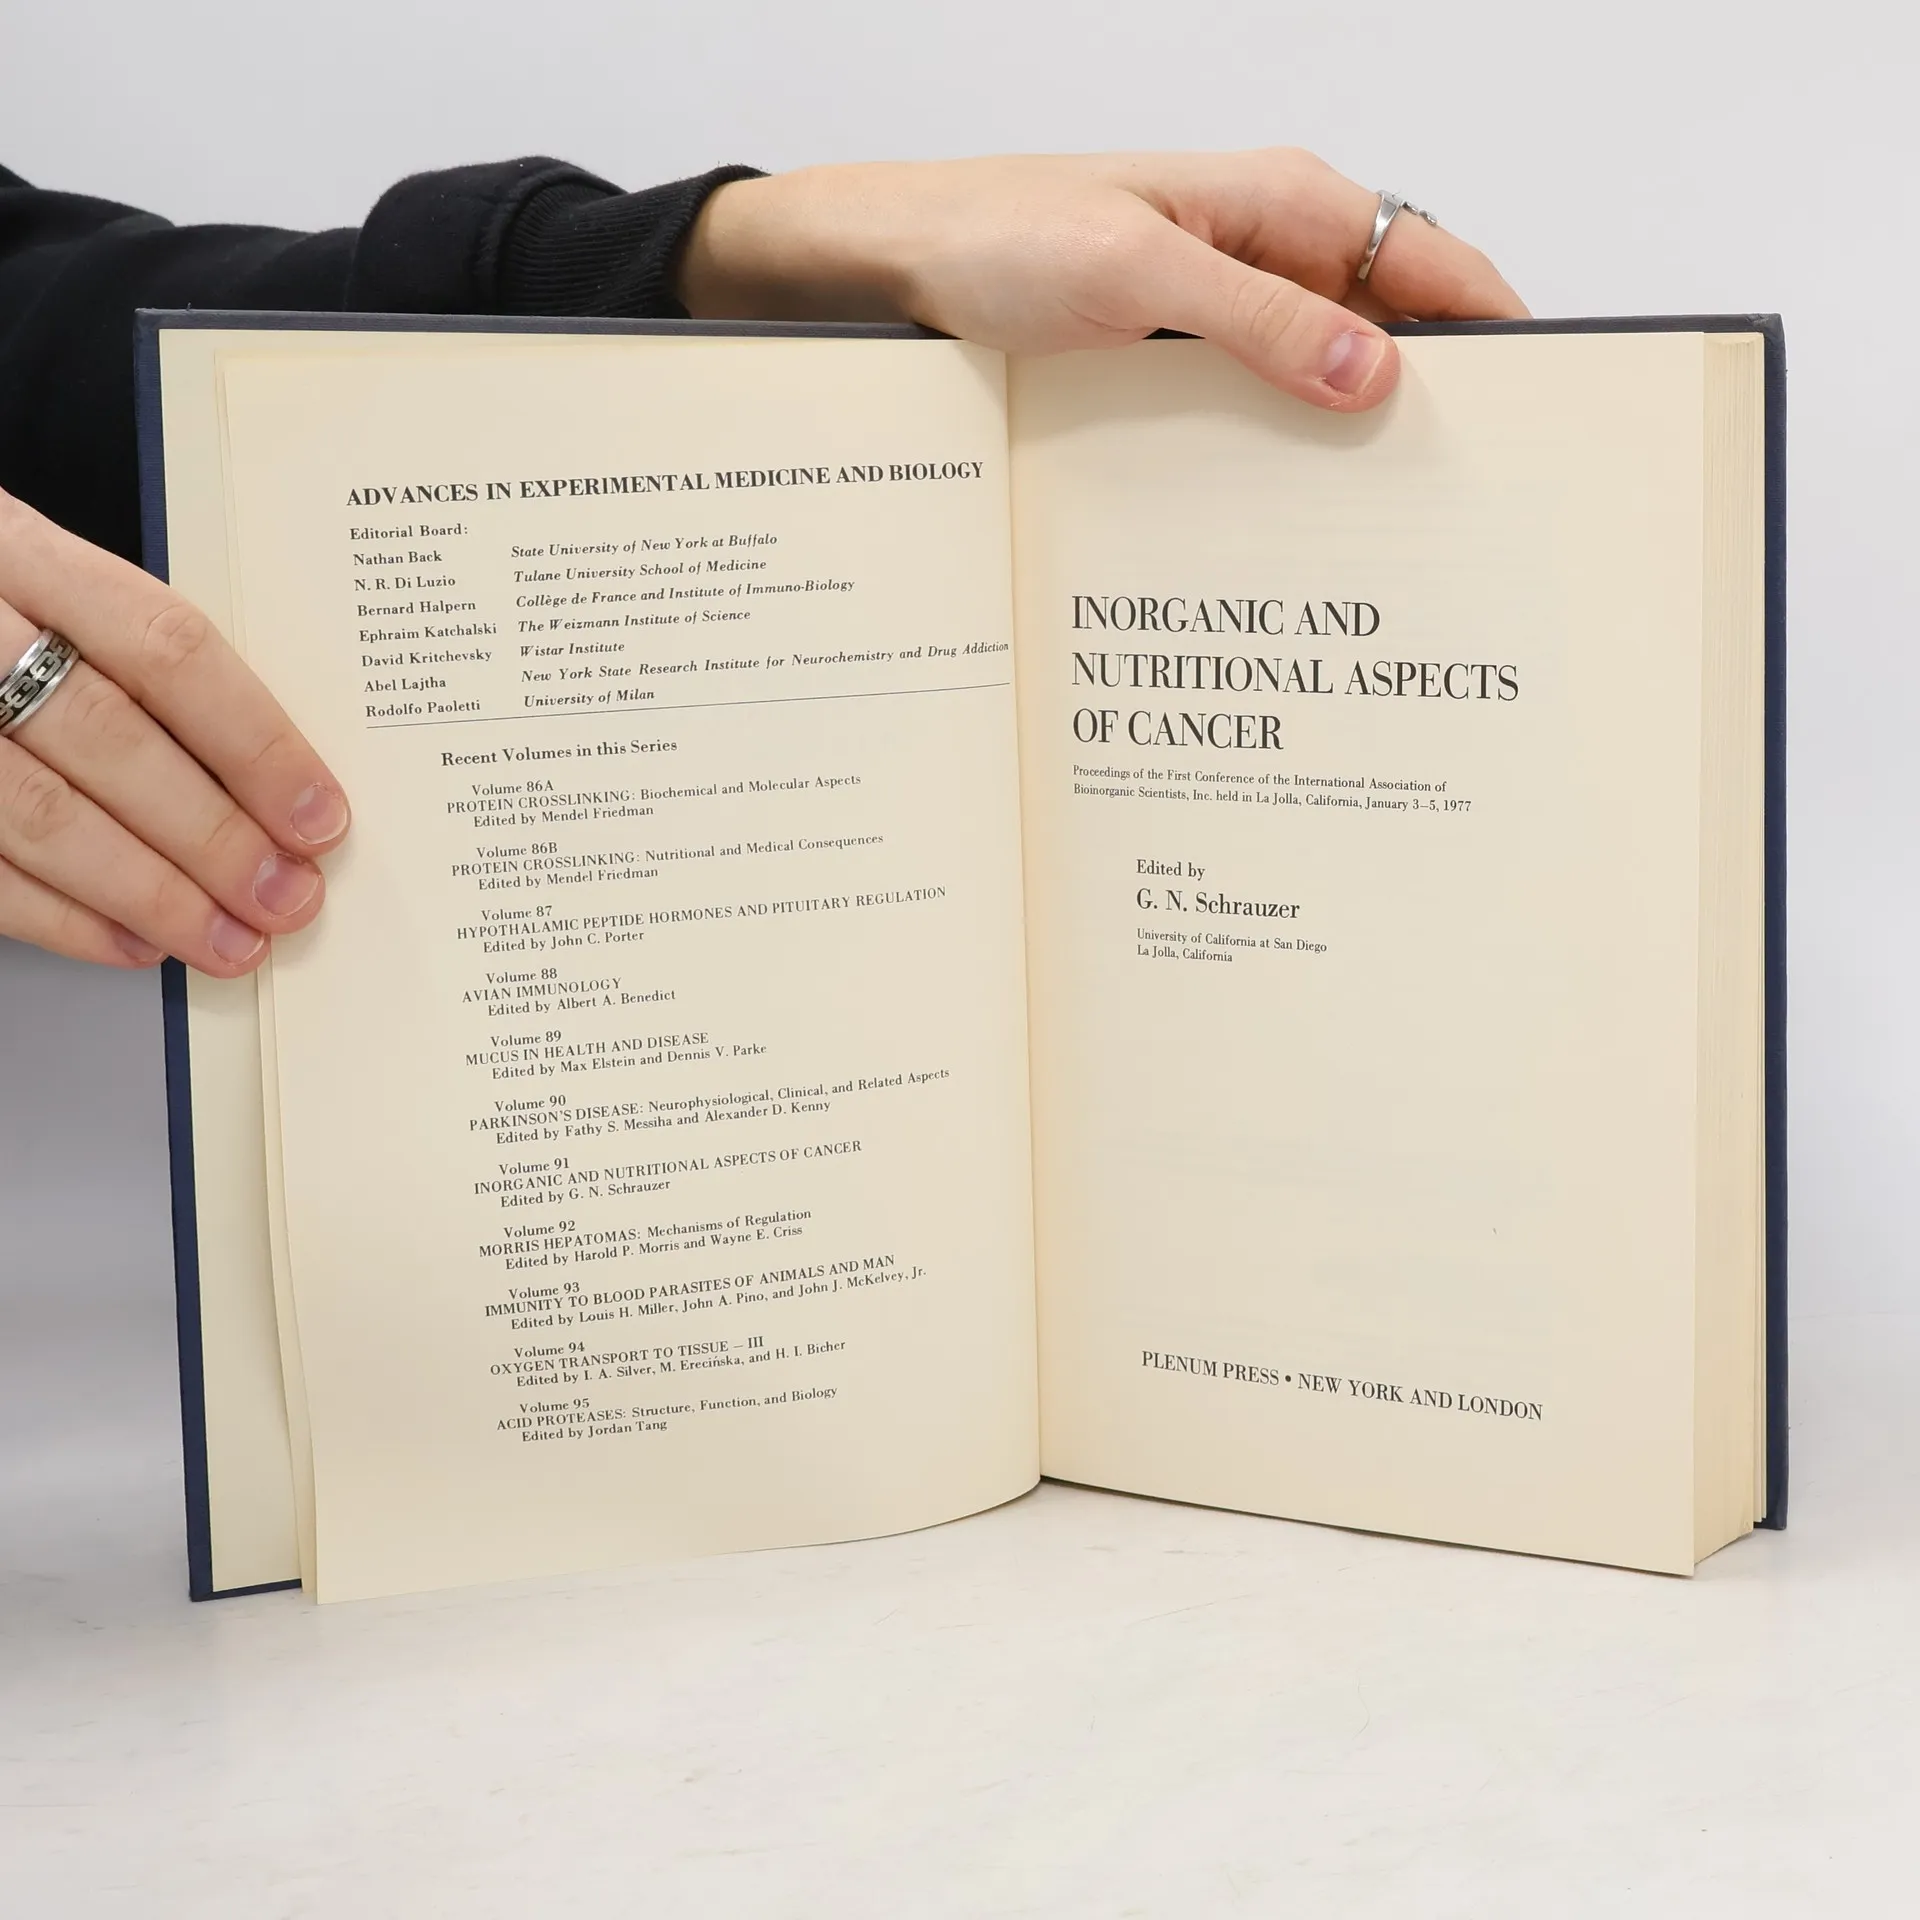 ADVANCES IN EXPERIMENTAL MEDICINE AND BIOLOGY
Editorial Board:
Nathan Back State University of New York at Buffalo
N. R. Di Luzio Tulane University School of Medicine
Bernard Halpern Collège de France and Institute of Immuno-Biology
Ephraim Katchalski The Weizmann Institute of Science
David Kritchevsky Wistar Institute
Abel Lajtha New York State Research Institute for Neurochemistry and Drug Addiction
Rodolfo Paoletti University of Milan
Recent Volumes in this Series
Volume 86A
PROTEIN CROSSLINKING: Biochemical and Molecular Aspects
Edited by Mendel Friedman
Volume 86B
PROTEIN CROSSLINKING: Nutritional and Medical Consequences
Edited by Mendel Friedman
Volume 87
HYPOTHALAMIC PEPTIDE HORMONES AND PITUITARY REGULATION
Edited by John C. Porter
Volume 88
AVIAN IMMUNOLOGY
Edited by Albert A. Benedict
Volume 89
MUCUS IN HEALTH AND DISEASE
Edited by Max Elstein and Dennis V. Parke
Volume 90
PARKINSON'S DISEASE: Neurophysiological, Clinical, and Related Aspects
Edited by Fathy S. Messiha and Alexander D. Kenny
Volume 91
INORGANIC AND NUTRITIONAL ASPECTS OF CANCER
Edited by G. N. Schrauzer
Volume 92
MORRIS HEPATOMAS: Mechanisms of Regulation
Edited by Harold P. Morris and Wayne E. Criss
Volume 93
IMMUNITY TO BLOOD PARASITES OF ANIMALS AND MAN
Edited by Louis H. Miller, John A. Pino, and John J. McKelvey, Jr.
Volume 94
OXYGEN TRANSPORT TO TISSUE – III
Edited by I. A. Silver, M. Erecińska, and H. I. Bicher
Volume 95
ACID PROTEASES: Structure, Function, and Biology
Edited by Jordan Tang
INORGANIC AND
NUTRITIONAL ASPECTS
OF CANCER
Proceedings of the First Conference of the International Association of
Bioinorganic Scientists, Inc. held in La Jolla, California, January 3–5, 1977
Edited by
G. N. Schrauzer
University of California at San Diego
La Jolla, California
PLENUM PRESS • NEW YORK AND LONDON